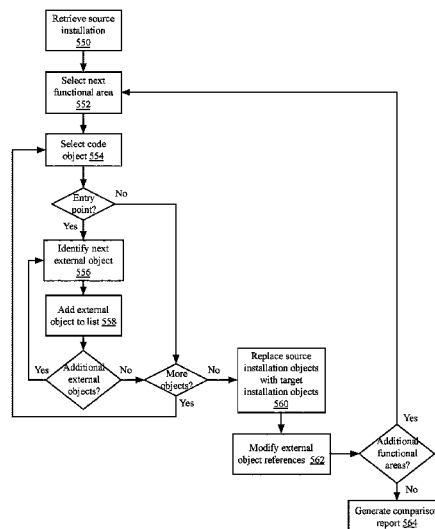 Retrieve source
installation
550
Select next
functional area
552
Select code
object 554
Entry
point?
No
Yes
Identify next
external object
556
Add external
object to list 558
Yes
Additional
external objects?
No
More
objects?
No
Yes
Replace source
installation objects
with target
installation objects
560
Modify external
object references 562
Yes
Additional
functional
areas?
No
Generate comparison
report 564